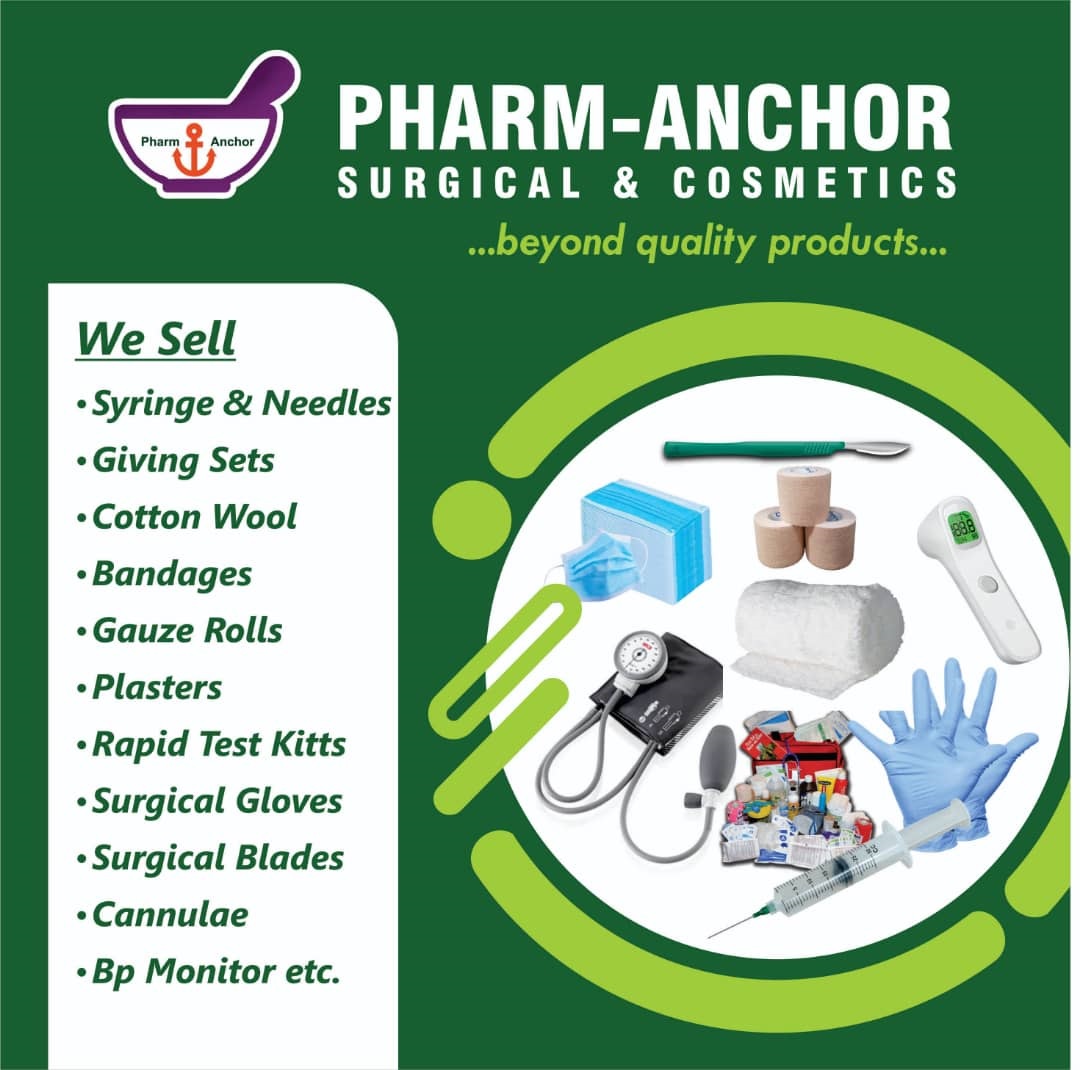 Pharm Anchor
PHARM-ANCHOR
SURGICAL & COSMETICS
...beyond quality products...
We Sell
•Syringe & Needles
•Giving Sets
•Cotton Wool
•Bandages
•Gauze Rolls
•Plasters
•Rapid Test Kitts
•Surgical Gloves
•Surgical Blades
•Cannulae
•Bp Monitor etc.